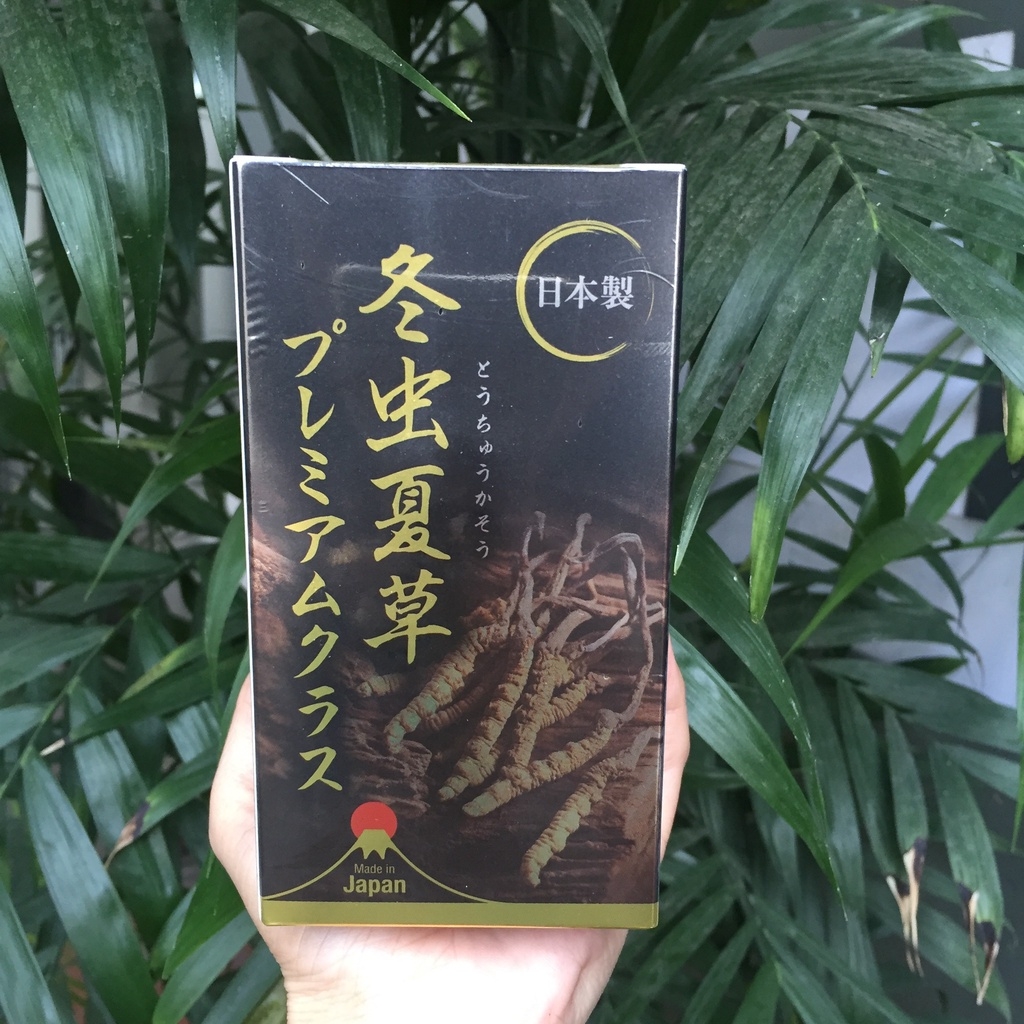 日本製
とうちゅうかそう
冬虫夏草
プレミアムクラス
Made in
Japan